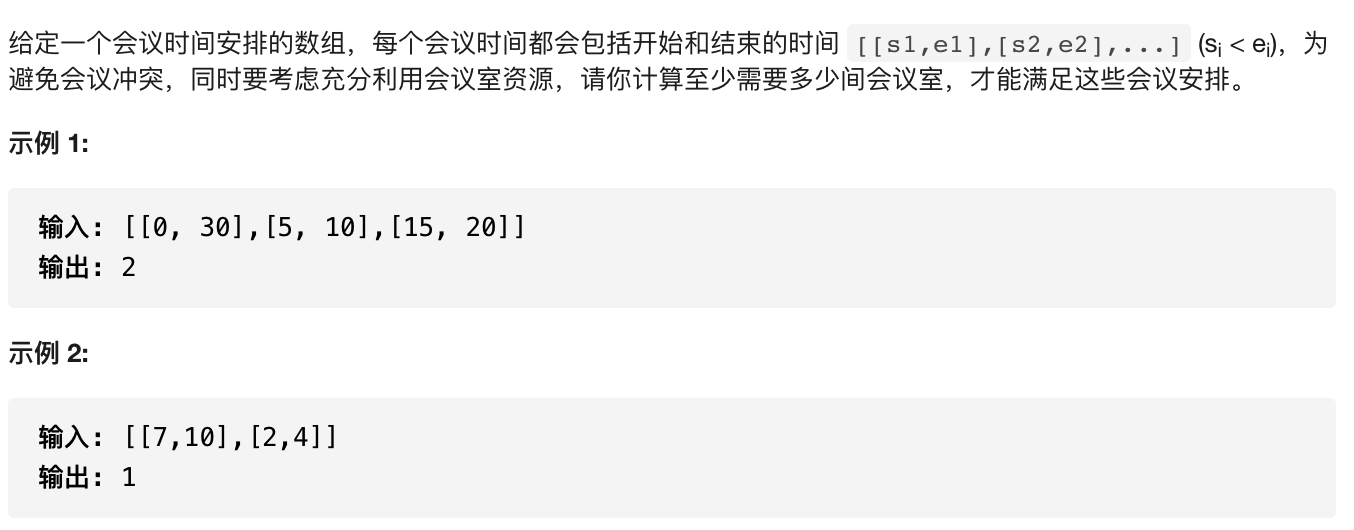 给定一个会议时间安排的数组，每个会议时间都会包括开始和结束的时间 [[s1,e1],[s2,e2],...] (si < ei)，为
避免会议冲突，同时要考虑充分利用会议室资源，请你计算至少需要多少间会议室，才能满足这些会议安排。
示例 1:
输入: [[0, 30],[5, 10],[15, 20]]
输出: 2
示例 2:
输入: [[7,10],[2,4]]
输出: 1